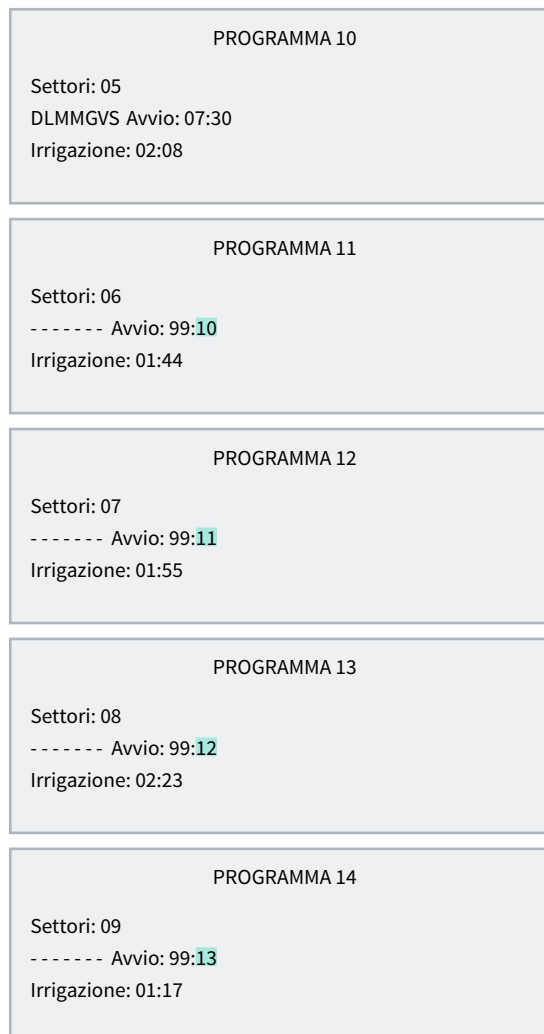 PROGRAMMA 10
Settori: 05
DLMMGVS Avvio: 07:30
Irrigazione: 02:08
PROGRAMMA 11
Settori: 06
- - - - - - - Avvio: 99:10
Irrigazione: 01:44
PROGRAMMA 12
Settori: 07
- - - - - - - Avvio: 99:11
Irrigazione: 01:55
PROGRAMMA 13
Settori: 08
- - - - - - - Avvio: 99:12
Irrigazione: 02:23
PROGRAMMA 14
Settori: 09
- - - - - - - Avvio: 99:13
Irrigazione: 01:17